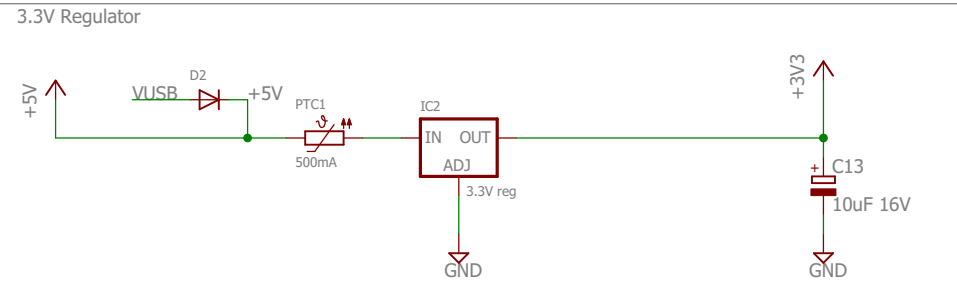 3.3V Regulator
D2
VUSB
+5V
+5V
PTC1
500mA
IC2
IN OUT
ADJ
3.3V reg
GND
+3V3
+ C13
10uF 16V
GND